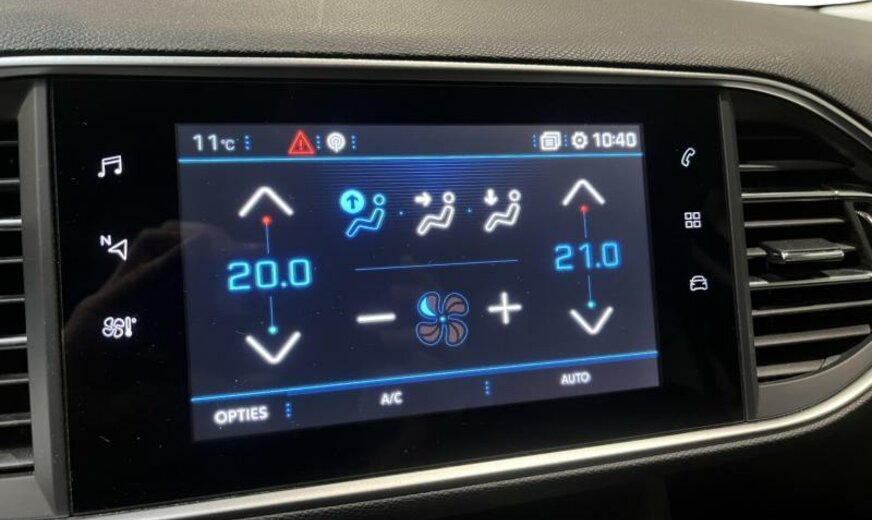 11°C
10:40
N
20.0
21.0
OPTIES
A/C
AUTO